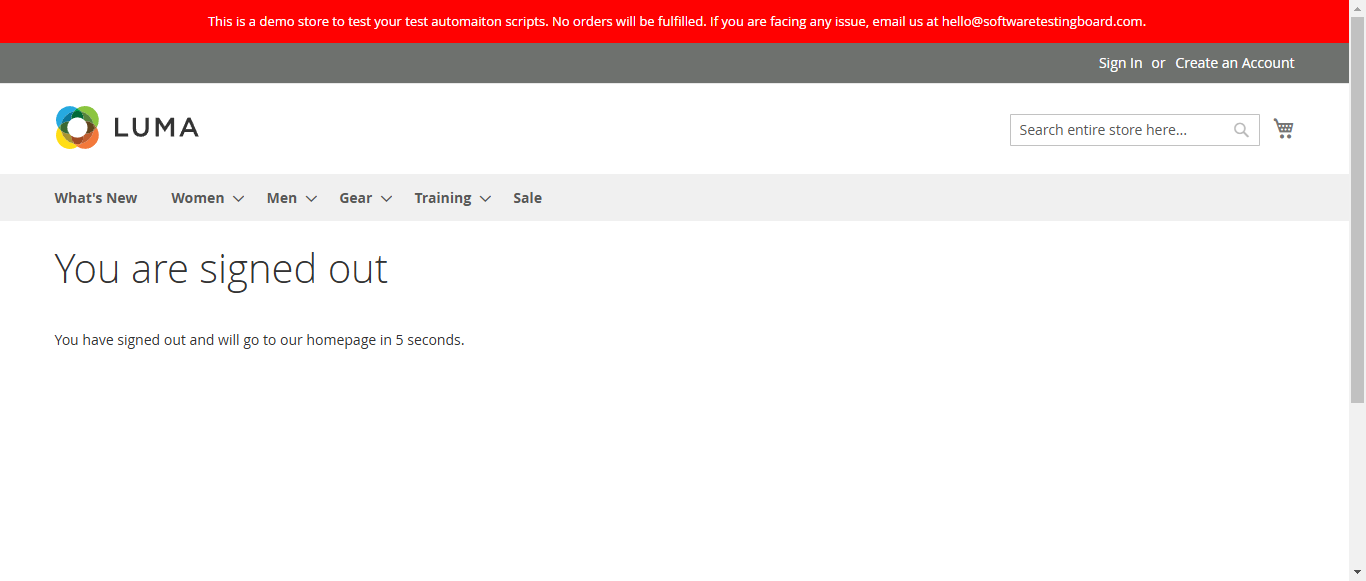 This is a demo store to test your test automaiton scripts. No orders will be fulfilled. If you are facing any issue, email us at hello@softwaretestingboard.com.
Sign In or Create an Account
LUMA
Search entire store here...
What's New Women Men Gear Training Sale
You are signed out
You have signed out and will go to our homepage in 5 seconds.